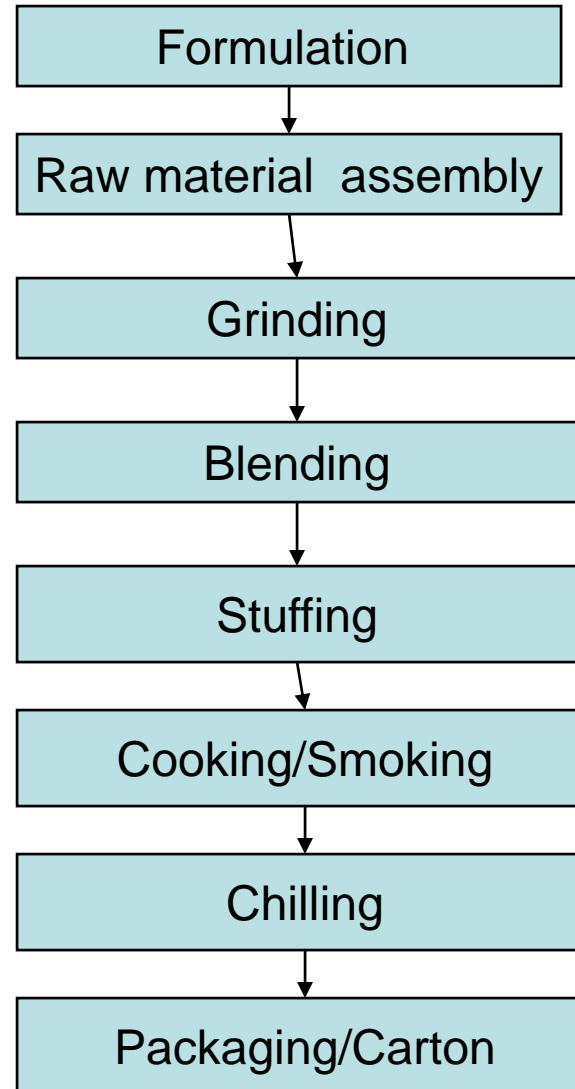 Formulation
Raw material assembly
Grinding
Blending
Stuffing
Cooking/Smoking
Chilling
Packaging/Carton